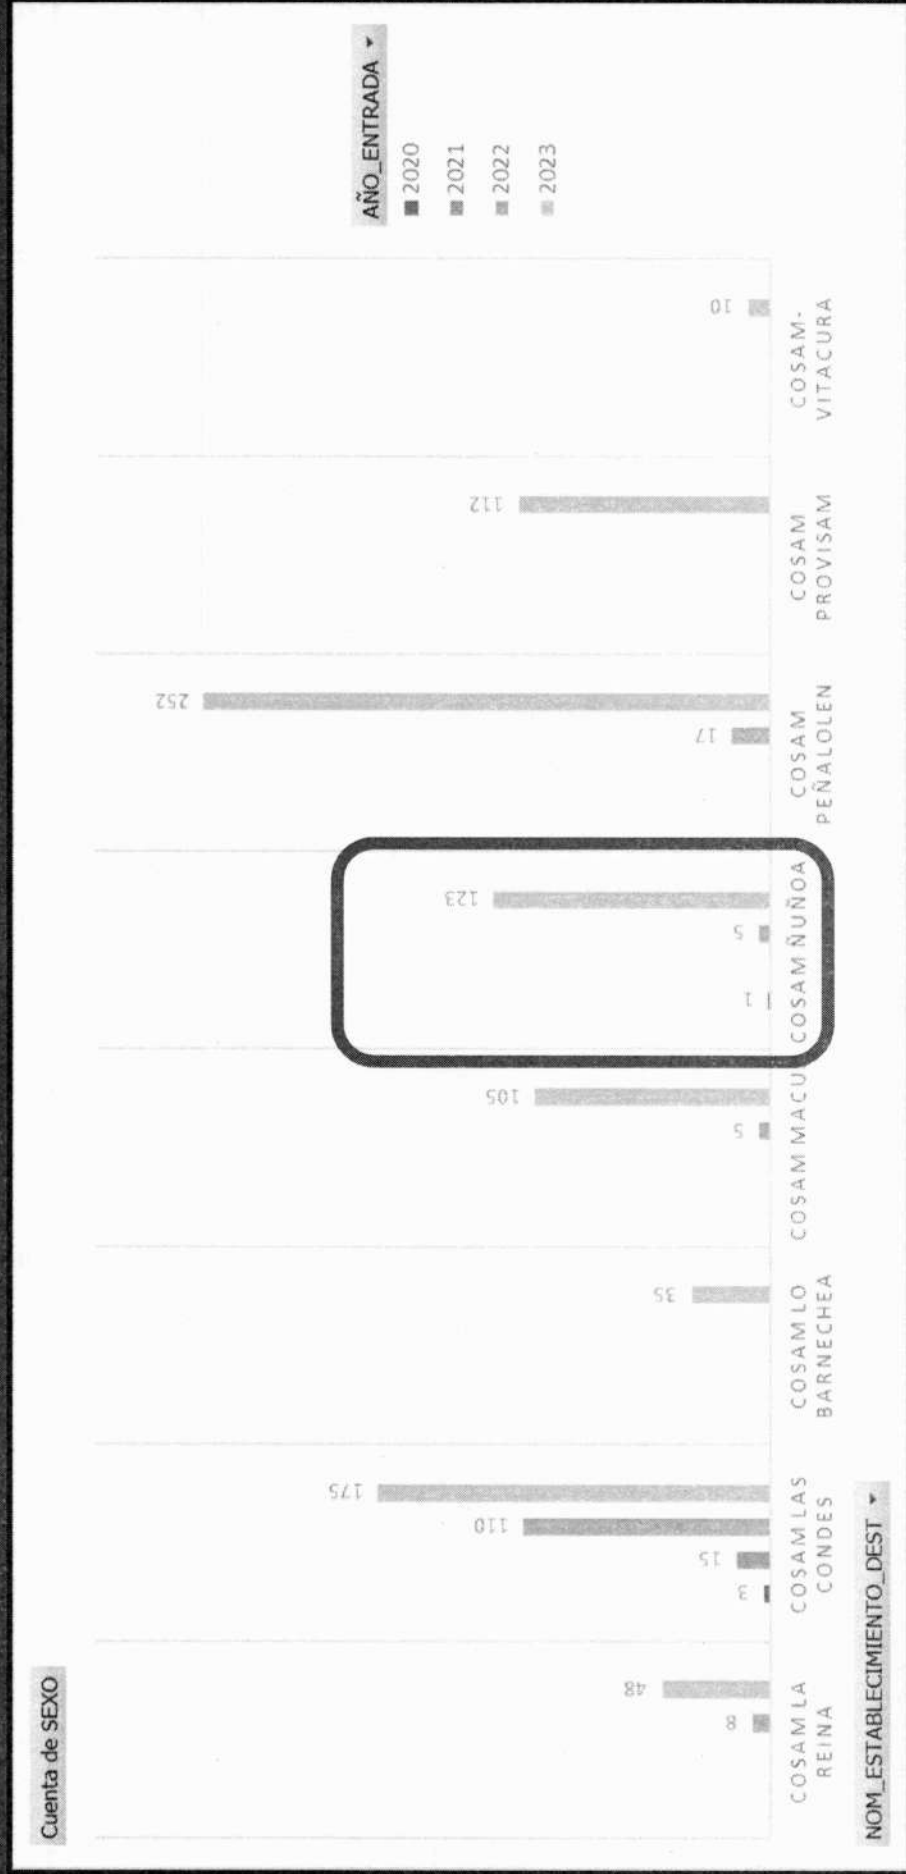 Cuenta de SEXO
AÑO_ENTRADA
2020
2021
2022
2023
8
48
3
15
110
175
35
5
105
1
5
123
17
252
112
10
COSAM LA
REINA
COSAM LAS
CONDES
COSAM LO
BARNECHEA
COSAM MACU
COSAM ÑUÑOA
COSAM
PEÑALOLEN
COSAM
PROVISAM
COSAM-
VITACURA
NOM_ESTABLECIMIENTO_DEST